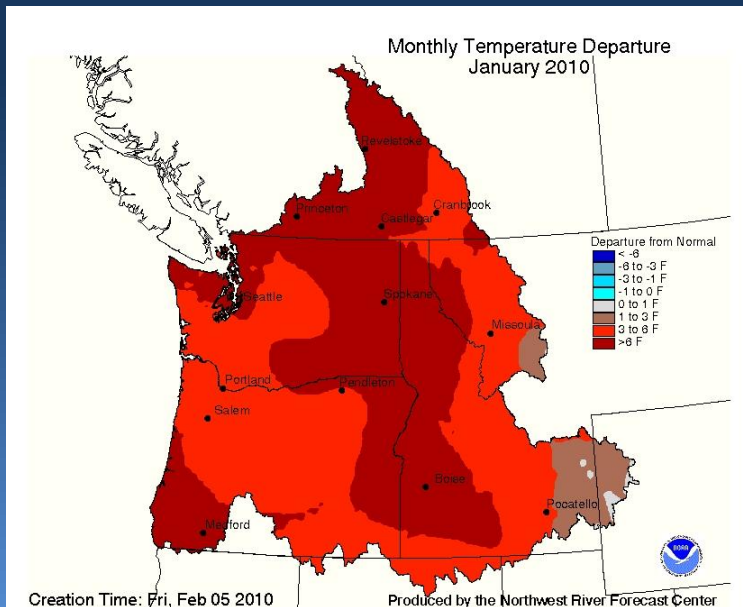 Monthly Temperature Departure
January 2010
Revelstoke
Cranbrook
Princeton
Castlegar
Departure from Normal
< -6
-6 to -3 F
-3 to -1 F
-1 to 0 F
0 to 1 F
1 to 3 F
3 to 6 F
>6 F
Seattle
Spokane
Missoula
Portland
Pendleton
Salem
Boise
Pocatello
Medford
NOAA
Creation Time: Fri, Feb 05 2010
Produced by the Northwest River Forecast Center